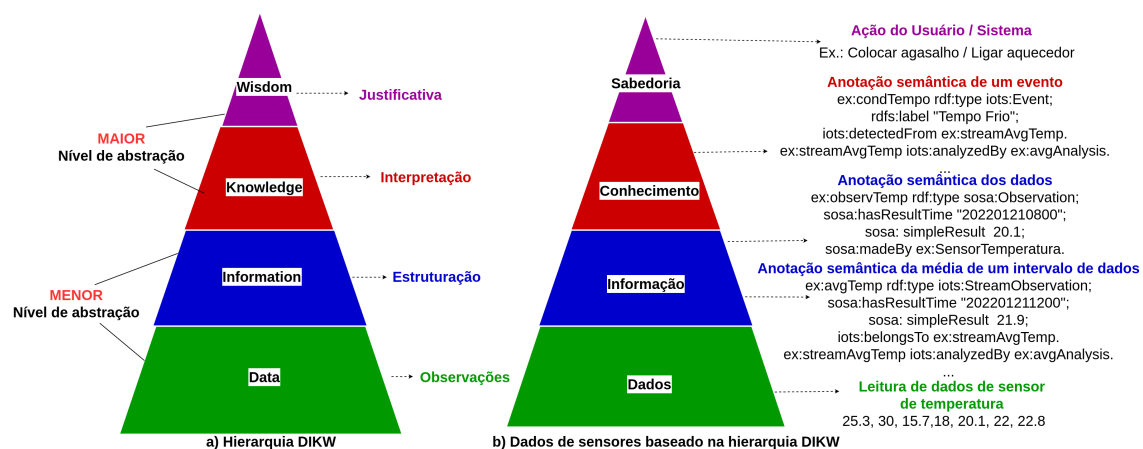 Wisdom
Justificativa
MAIOR
Nível de abstração
Knowledge
Interpretação
Information
Estruturação
MENOR
Nível de abstração
Data
Observações
a) Hierarquia DIKW
Ação do Usuário / Sistema
Ex.: Colocar agasalho / Ligar aquecedor
Sabedoria
Anotação semântica de um evento
ex:condTempo rdf:type iots:Event;
rdfs:label "Tempo Frio";
iots:detectedFrom ex:streamAvgTemp.
ex:streamAvgTemp iots:analyzedBy ex:avgAnalysis.
...
Conhecimento
Anotação semântica dos dados
ex:observTemp rdf:type sosa:Observation;
sosa:hasResultTime "202201210800";
sosa: simpleResult 20.1;
sosa:madeBy ex:SensorTemperatura.
Informação
Anotação semântica da média de um intervalo de dados
ex:avgTemp rdf:type iots:StreamObservation;
sosa:hasResultTime "202201211200";
sosa: simpleResult 21.9;
iots:belongsTo ex:streamAvgTemp.
ex:streamAvgTemp iots:analyzedBy ex:avgAnalysis.
...
Dados
Leitura de dados de sensor
de temperatura
25.3, 30, 15.7,18, 20.1, 22, 22.8
b) Dados de sensores baseado na hierarquia DIKW